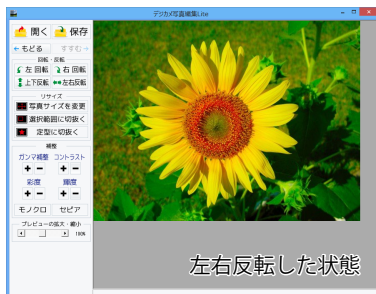 デジカメ写真編集Lite
開く 保存
←もどる すすむ→
回転・反転
左回転 右回転
上下反転 左右反転
リサイズ
写真サイズを変更
選択範囲に切抜く
定型に切抜く
補整
ガンマ補整 コントラスト
+ - + -
彩度 輝度
+ - + -
モノクロ セピア
プレビューの拡大・縮小
100%
左右反転した状態